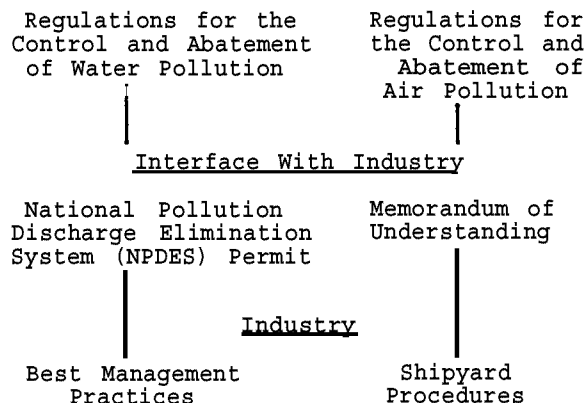 Regulations for the
Control and Abatement
of Water Pollution
Regulations for
the Control and
Abatement of
Air Pollution
Interface With Industry
National Pollution
Discharge Elimination
System (NPDES) Permit
Memorandum of
Understanding
Industry
Best Management
Practices
Shipyard
Procedures